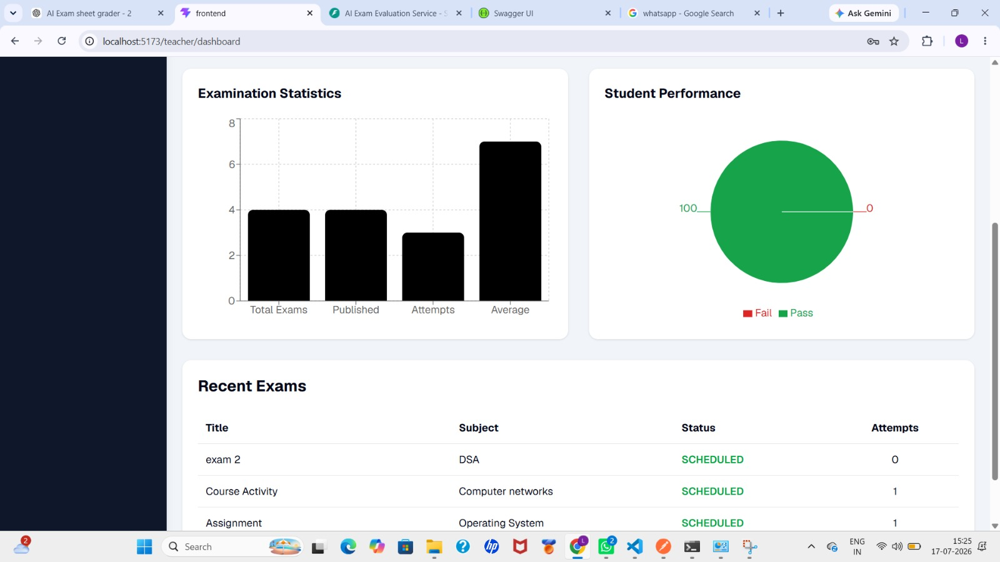 AI Exam sheet grader - 2
frontend
AI Exam Evaluation Service - S
Swagger UI
whatsapp - Google Search
Ask Gemini
localhost:5173/teacher/dashboard
L
Examination Statistics
8
6
4
2
0
Total Exams Published Attempts Average
Student Performance
100 0
Fail Pass
Recent Exams
Title Subject Status Attempts
exam 2 DSA SCHEDULED 0
Course Activity Computer networks SCHEDULED 1
Assignment Operating System SCHEDULED 1
2
Search
hp
L
2
ENG
IN
15:25
17-07-2026